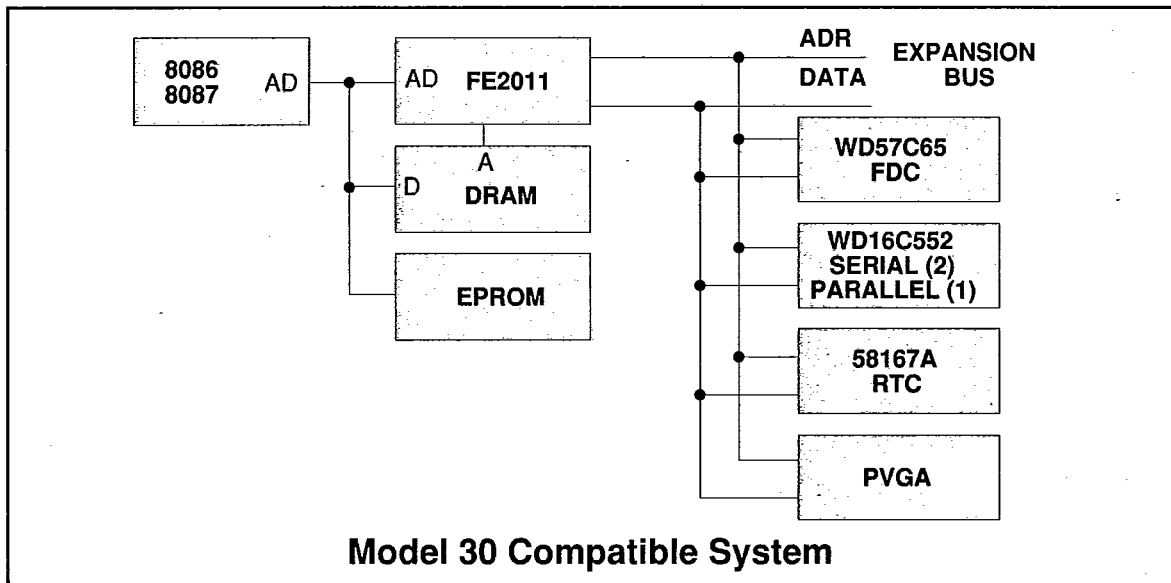 8086
8087
AD
AD
FE2011
ADR
DATA
EXPANSION
BUS
A
D
DRAM
EPROM
WD57C65
FDC
WD16C552
SERIAL (2)
PARALLEL (1)
58167A
RTC
PVGA
Model 30 Compatible System